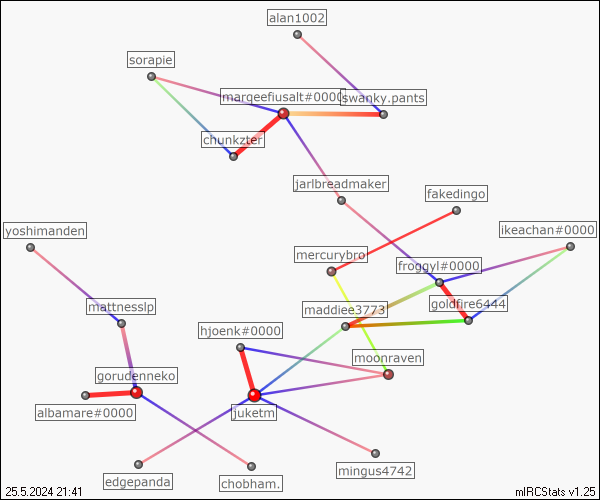 alan1002
sorapie
marqeefiusalt#0000
swanky.pants
chunkzter
jarlbreadmaker
fakedingo
yoshimanden
ikeachan#0000
mercurybro
froggyl#0000
mattnesslp
maddiee3773
goldfire6444
hjoenk#0000
moonraven
gorudenneko
albamare#0000
juketm
edgepanda
chobham.
mingus4742
25.5.2024 21:41
mIRCStats v1.25